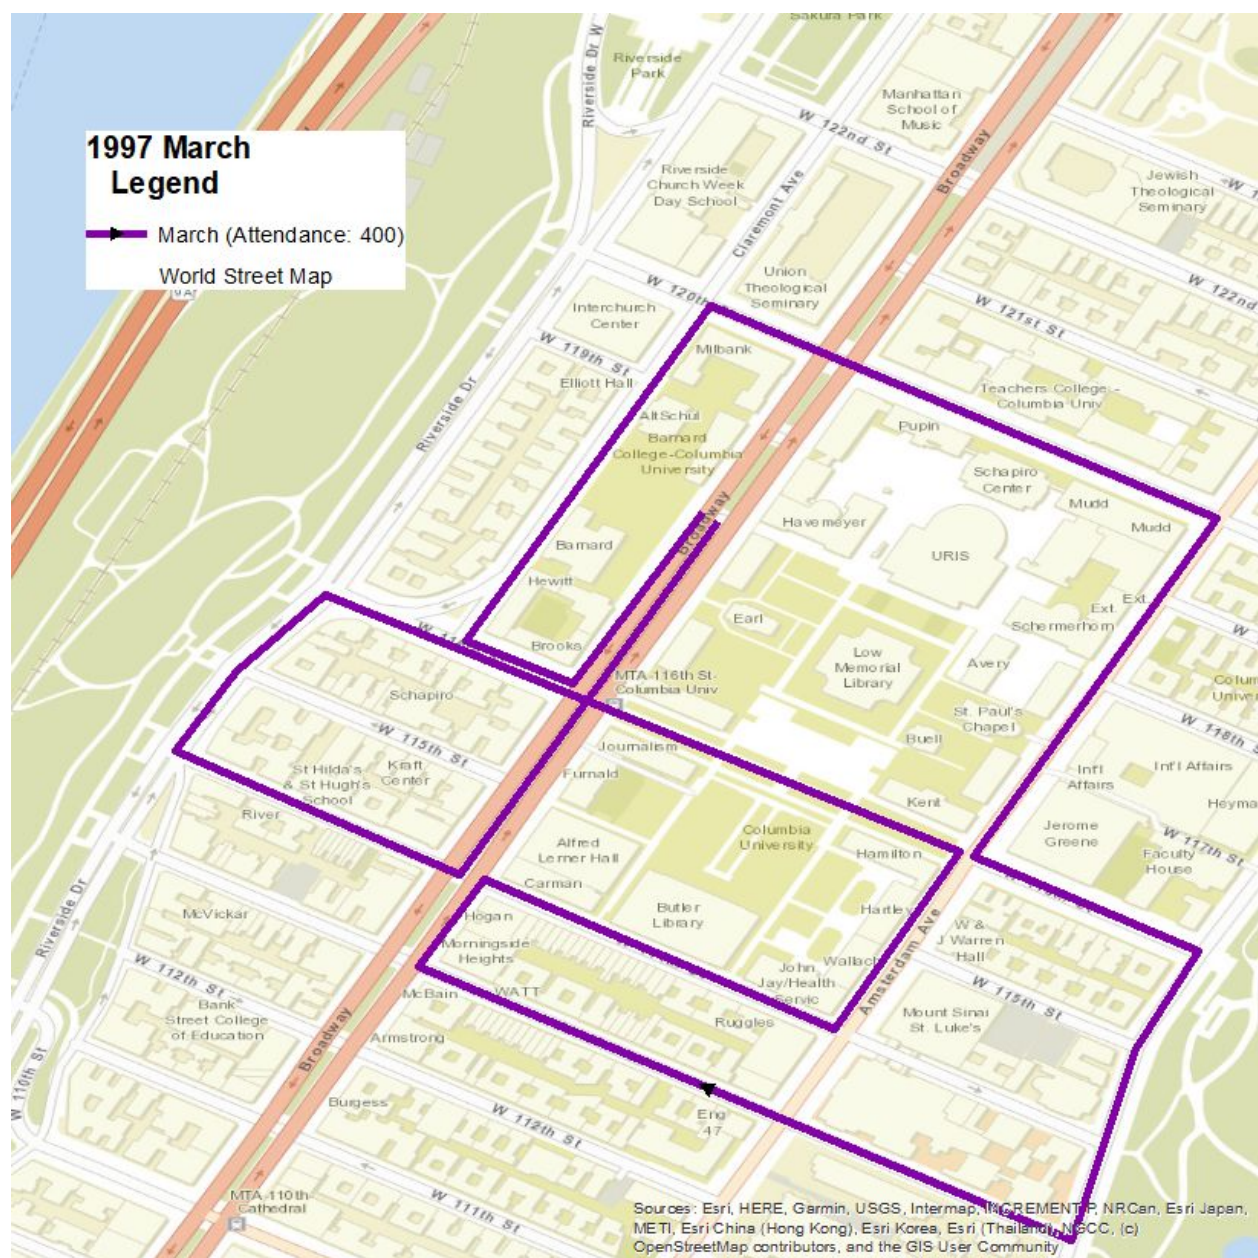 Sakura Park
Riverside
Park
Riverside Dr W
Manhattan
School of
Music
W 122nd St
Broadway
1997 March
Legend
March (Attendance: 400)
World Street Map
9A
Riverside
Church Week
Day School
Claremont Ave
Jewish
Theological
Seminary
W 122nd
Union
Theological
Seminary
W 120th
Interchurch
Center
W 121st St
W 119th St
Milbank
Elliott Hall
Riverside Dr
Teachers College -
Columbia Univ
AltSchul
Barnard
College-Columbia
University
Pupin
Schapiro
Center
Mudd
Mudd
Broadway
Havemeyer
URIS
Barnard
Hewitt
Brooks
Earl
Ext.
Ext.
Schermerhorn
Low
Memorial
Library
Avery
MTA-116th St-
Columbia Univ
Schapiro
St. Paul's
Chapel
Buell
W 118th
W 115th St
Journalism
Furnald
St Hilda's
& St Hugh's
School
Kraft
Center
Int'l
Affairs
Int'l Affairs
River
Kent
Heyma
Jerome
Greene
W 117th St
Faculty
House
Columbia
University
Hamilton
Alfred
Lerner Hall
Carman
Butler
Library
Hartley
Riverside Dr
McVickar
Hogan
Morningside
Heights
W &
J Warren
Hall
Wallach
Amsterdam Ave
W 112th St
John
Jay/Health
Servic
W 115th St
McBain
WATT
Bank
Street College
of Education
Mount Sinai
St. Luke's
Ruggles
Armstrong
Broadway
W 110th St
Burgess
W 112th St
Eng
47
MTA-110th-
Cathedral
W 111th St
Sources: Esri, HERE, Garmin, USGS, Intermap, INCREMENT P, NRCan, Esri Japan,
METI, Esri China (Hong Kong), Esri Korea, Esri (Thailand), NGCC, (c)
OpenStreetMap contributors, and the GIS User Community